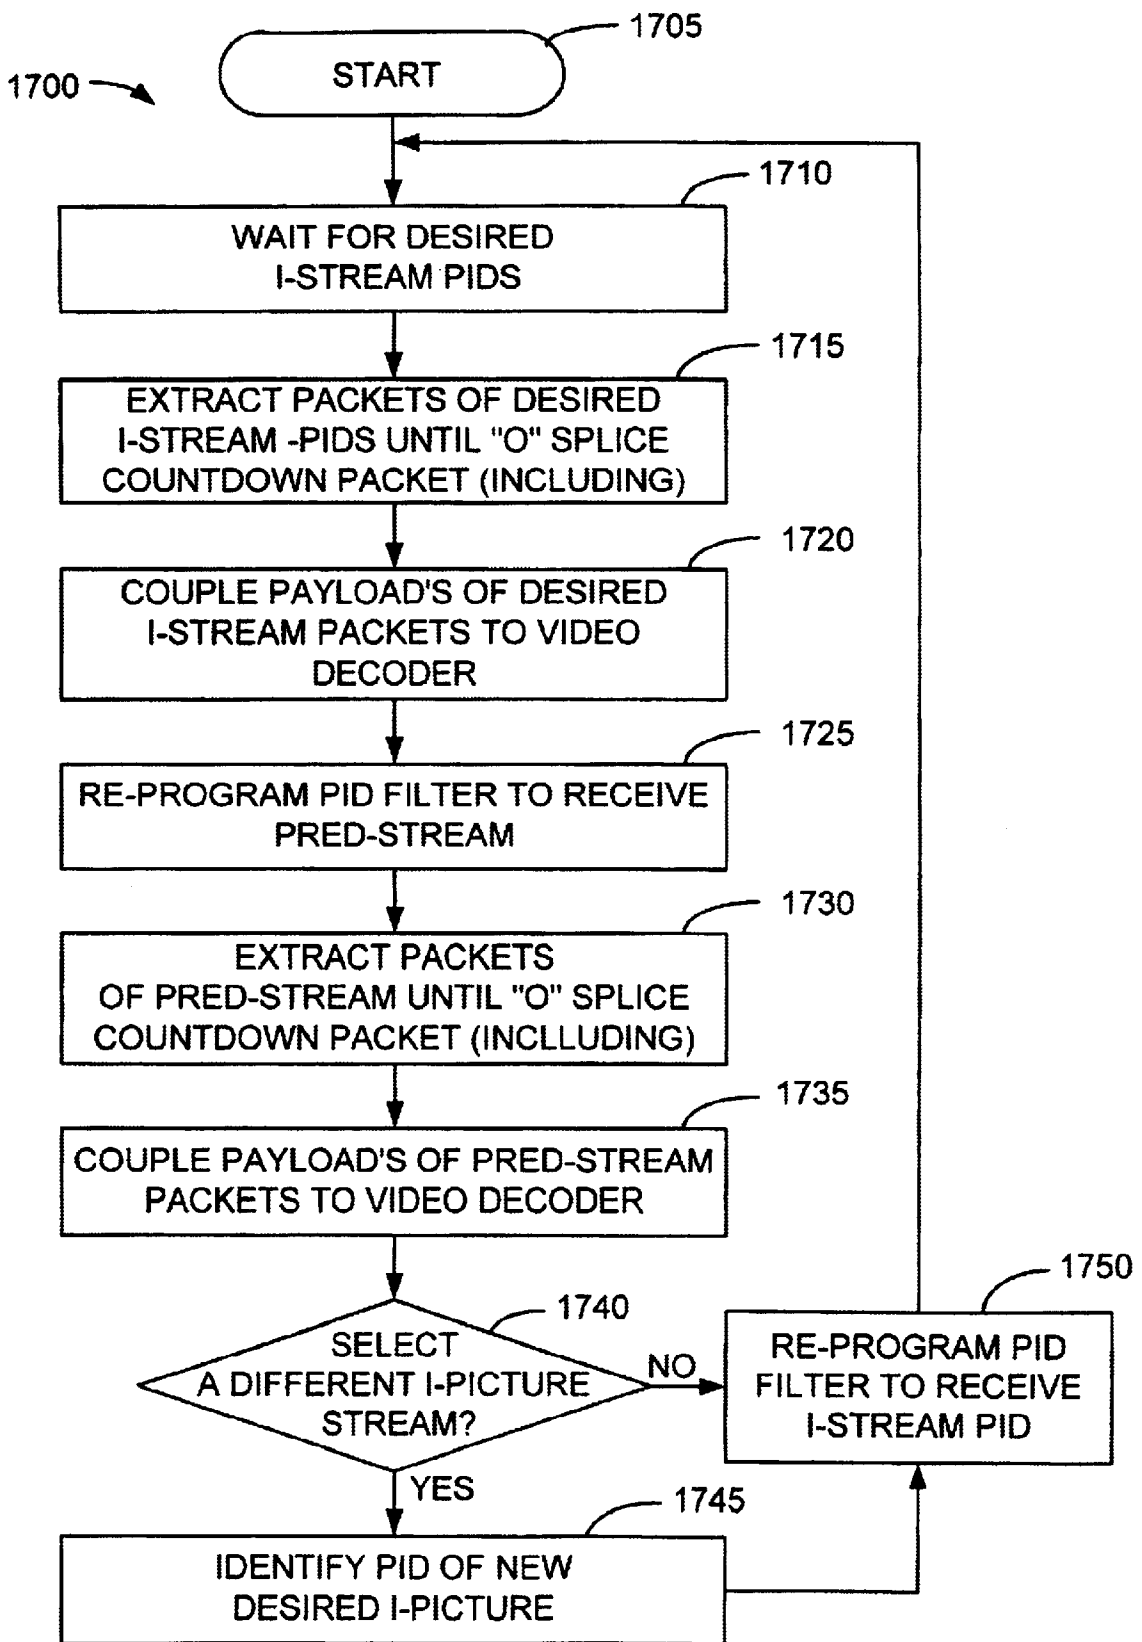 1705
START
1700
1710
WAIT FOR DESIRED
I-STREAM PIDS
1715
EXTRACT PACKETS OF DESIRED
I-STREAM -PIDS UNTIL "O" SPLICE
COUNTDOWN PACKET (INCLUDING)
1720
COUPLE PAYLOAD'S OF DESIRED
I-STREAM PACKETS TO VIDEO
DECODER
1725
RE-PROGRAM PID FILTER TO RECEIVE
PRED-STREAM
1730
EXTRACT PACKETS
OF PRED-STREAM UNTIL "O" SPLICE
COUNTDOWN PACKET (INCLLUDING)
1735
COUPLE PAYLOAD'S OF PRED-STREAM
PACKETS TO VIDEO DECODER
1740
SELECT
A DIFFERENT I-PICTURE
STREAM?
NO
YES
1750
RE-PROGRAM PID
FILTER TO RECEIVE
I-STREAM PID
1745
IDENTIFY PID OF NEW
DESIRED I-PICTURE